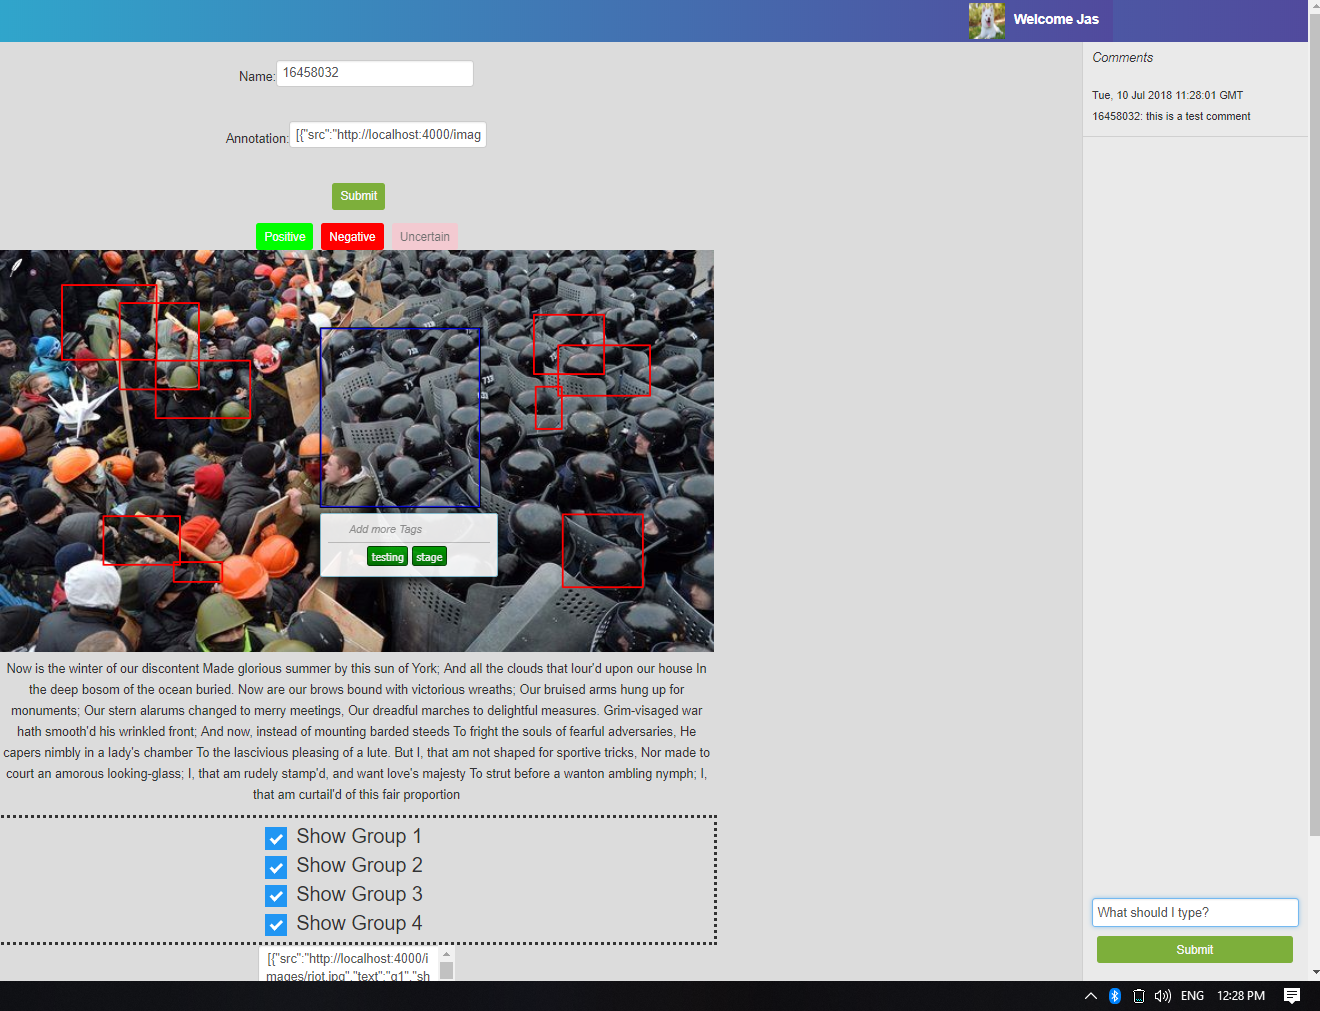 Welcome Jas
Name: 16458032
Annotation: [{"src":"http://localhost:4000/imag
Submit
Positive Negative Uncertain
Add more Tags
testing stage
Now is the winter of our discontent Made glorious summer by this sun of York; And all the clouds that lour'd upon our house In
the deep bosom of the ocean buried. Now are our brows bound with victorious wreaths; Our bruised arms hung up for
monuments; Our stern alarums changed to merry meetings, Our dreadful marches to delightful measures. Grim-visaged war
hath smooth'd his wrinkled front; And now, instead of mounting barded steeds To fright the souls of fearful adversaries, He
capers nimbly in a lady's chamber To the lascivious pleasing of a lute. But I, that am not shaped for sportive tricks, Nor made to
court an amorous looking-glass; I, that am rudely stamp'd, and want love's majesty To strut before a wanton ambling nymph; I,
that am curtail'd of this fair proportion
Show Group 1
Show Group 2
Show Group 3
Show Group 4
[{"src":"http://localhost:4000/i
mages/riot.jpg","text":"g1","sh
Comments
Tue, 10 Jul 2018 11:28:01 GMT
16458032: this is a test comment
What should I type?
Submit
ENG 12:28 PM